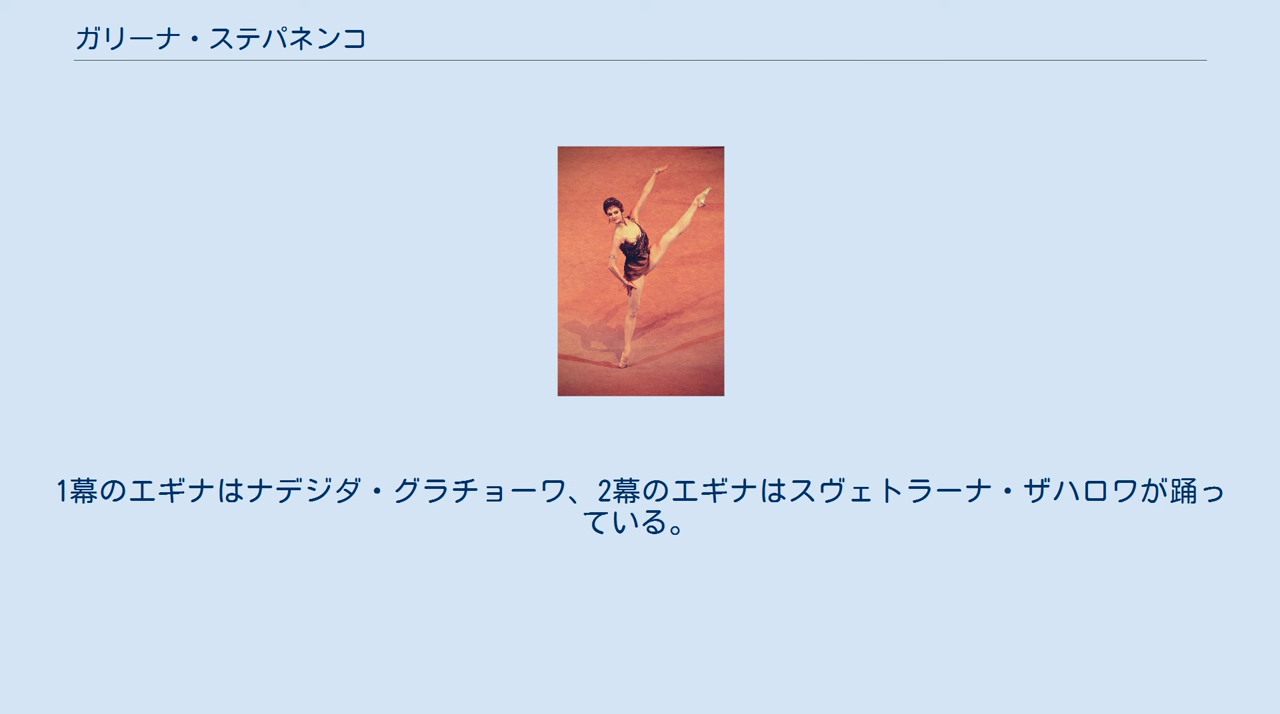 ガリーナ・ステパネンコ
1幕のエギナはナデジダ・グラチョーワ、2幕のエギナはスヴェトラーナ・ザハロワが踊っ
ている。